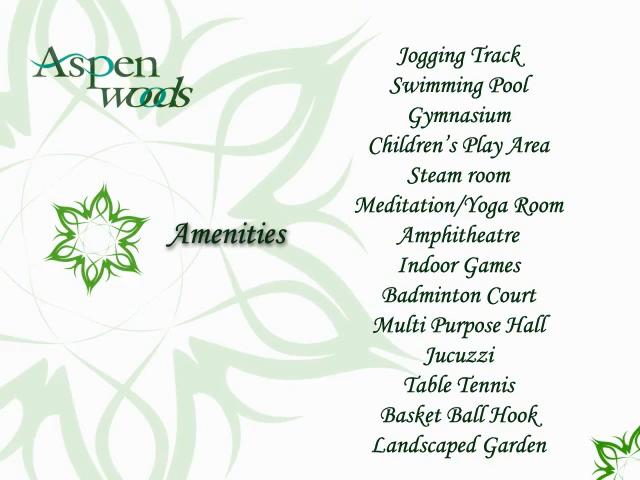 Aspen
woods
Amenities
Jogging Track
Swimming Pool
Gymnasium
Children's Play Area
Steam room
Meditation/Yoga Room
Amphitheatre
Indoor Games
Badminton Court
Multi Purpose Hall
Jucuzzi
Table Tennis
Basket Ball Hook
Landscaped Garden